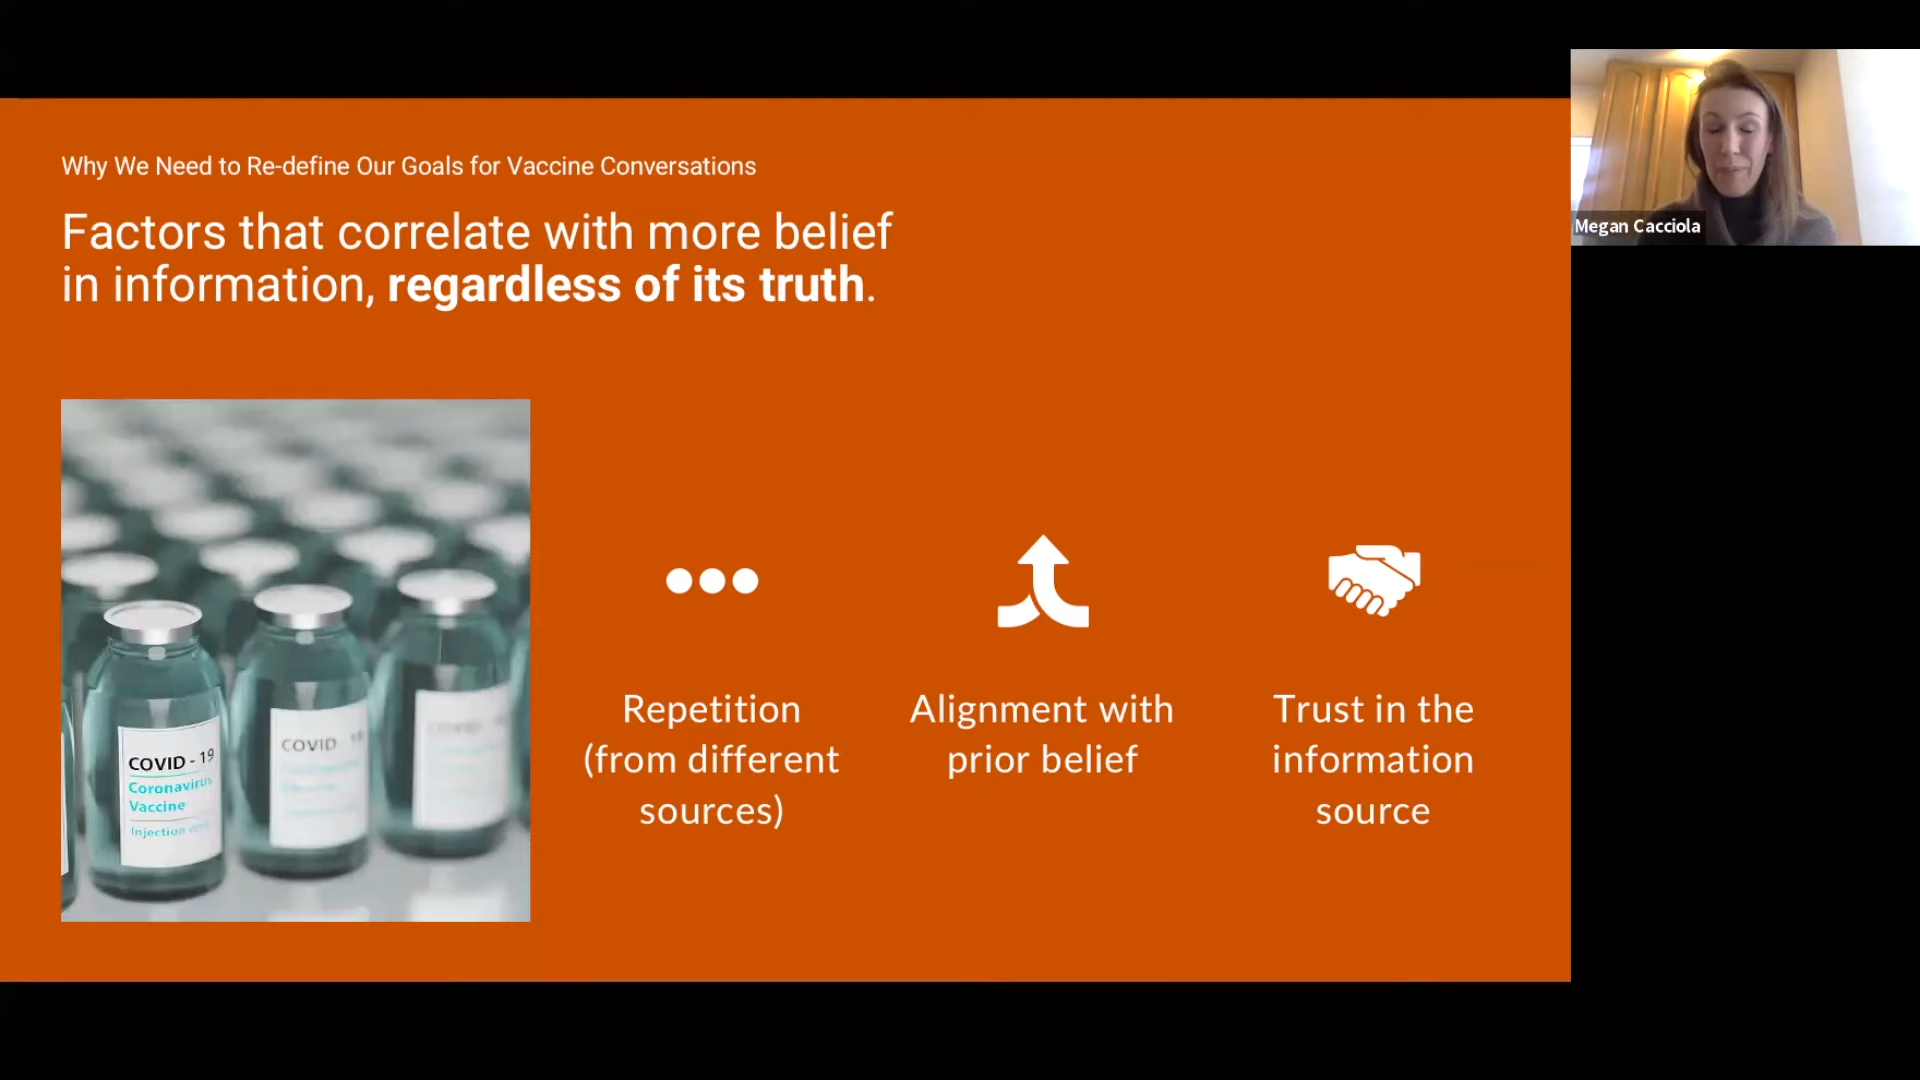 Why We Need to Re-define Our Goals for Vaccine Conversations
Factors that correlate with more belief
in information, regardless of its truth.
Megan Cacciola
Repetition
(from different
sources)
Alignment with
prior belief
Trust in the
information
source
COVID - 19
Coronavirus
Vaccine
Injection
COVID
COVID